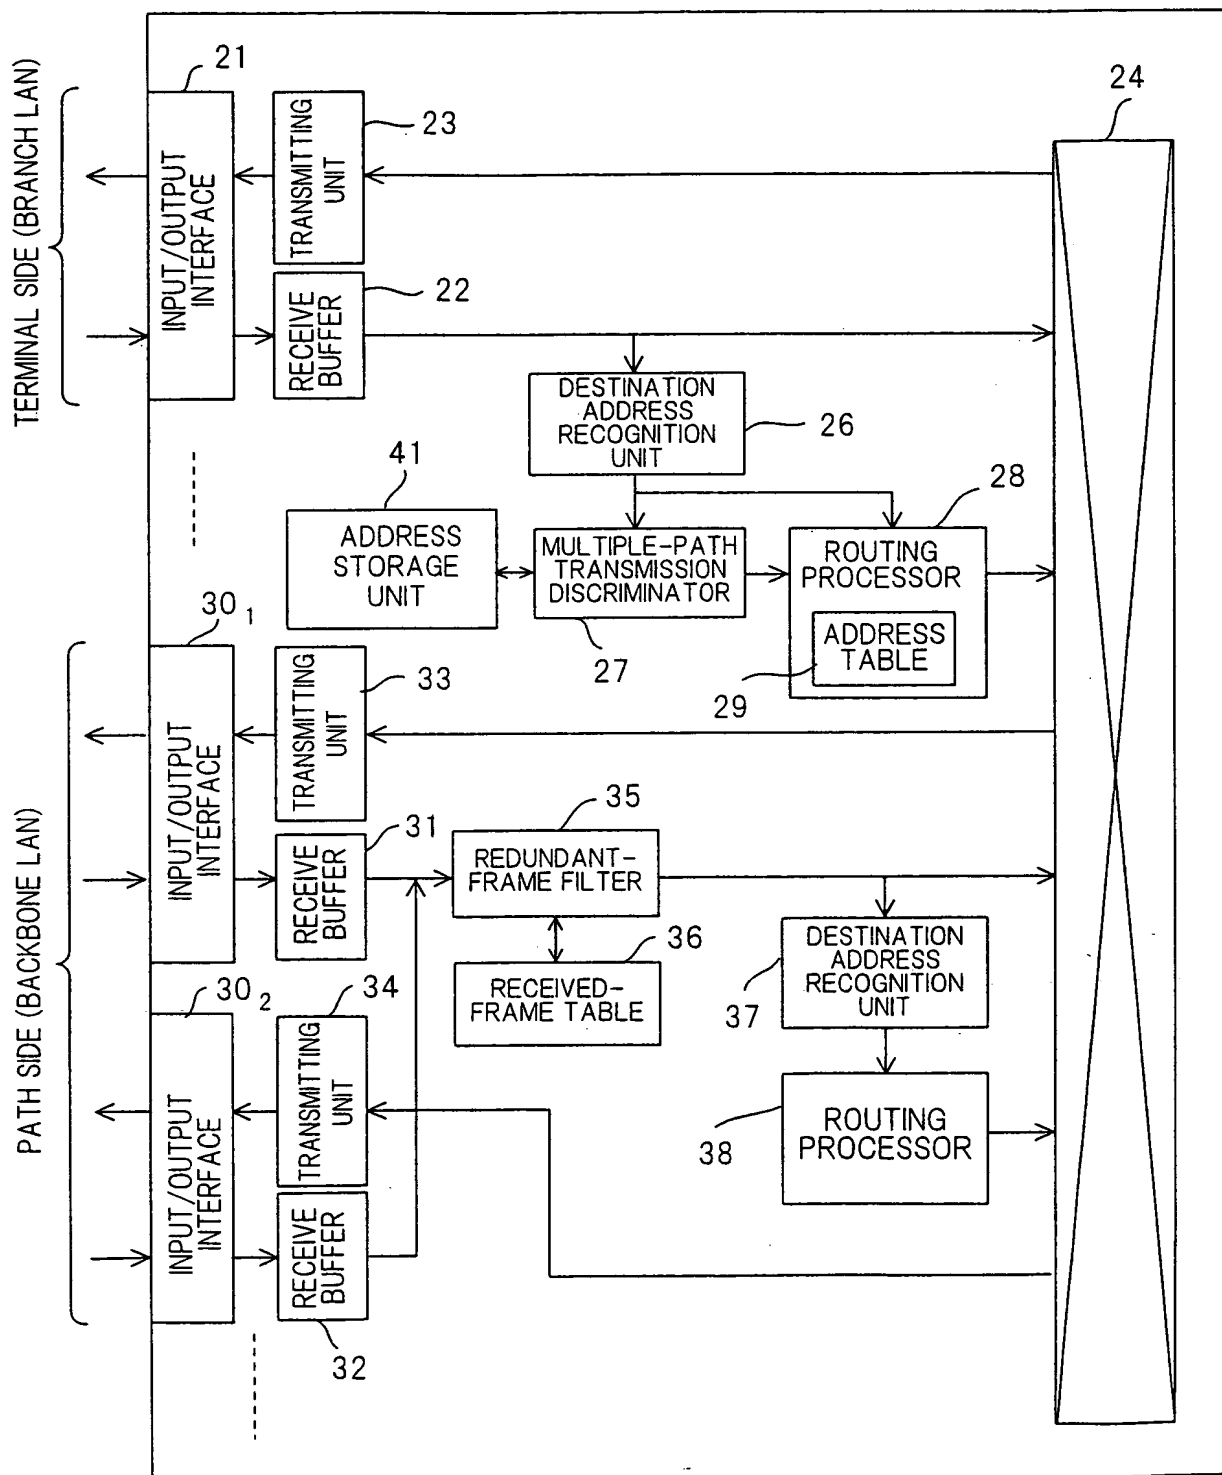 TERMINAL SIDE (BRANCH LAN)
21
INPUT/OUTPUT
INTERFACE
TRANSMITTING
UNIT
23
24
RECEIVE
BUFFER
22
DESTINATION
ADDRESS
RECOGNITION
UNIT
26
41
ADDRESS
STORAGE
UNIT
MULTIPLE-PATH
TRANSMISSION
DISCRIMINATOR
27
28
ROUTING
PROCESSOR
ADDRESS
TABLE
29
PATH SIDE (BACKBONE LAN)
30 1
INPUT/OUTPUT
INTERFACE
TRANSMITTING
UNIT
33
RECEIVE
BUFFER
31
35
REDUNDANT-
FRAME FILTER
36
RECEIVED-
FRAME TABLE
DESTINATION
ADDRESS
RECOGNITION
UNIT
37
30 2
INPUT/OUTPUT
INTERFACE
34
TRANSMITTING
UNIT
ROUTING
PROCESSOR
38
RECEIVE
BUFFER
32